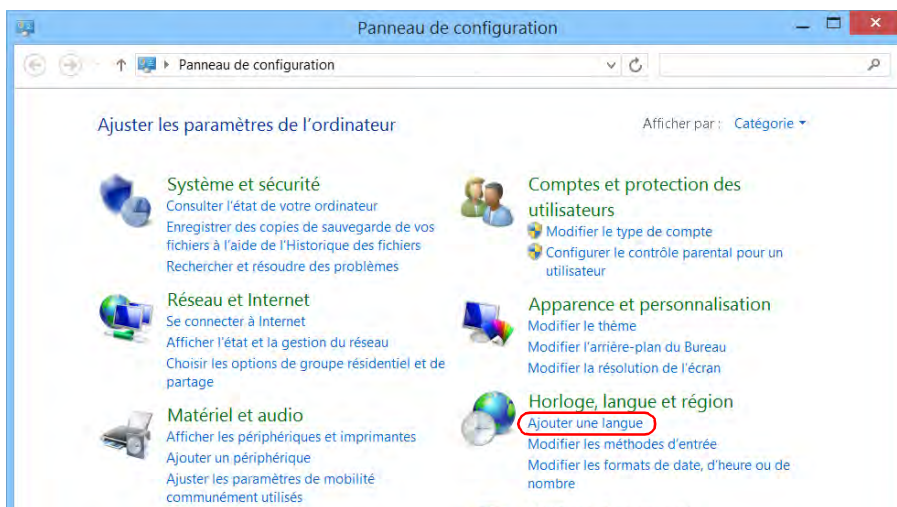 Panneau de configuration
Panneau de configuration
Ajuster les paramètres de l'ordinateur
Afficher par : Catégorie
Système et sécurité
Consulter l'état de votre ordinateur
Enregistrer des copies de sauvegarde de vos
fichiers à l'aide de l'Historique des fichiers
Rechercher et résoudre des problèmes
Réseau et Internet
Se connecter à Internet
Afficher l'état et la gestion du réseau
Choisir les options de groupe résidentiel et de
partage
Matériel et audio
Afficher les périphériques et imprimantes
Ajouter un périphérique
Ajuster les paramètres de mobilité
communément utilisés
Comptes et protection des
utilisateurs
Modifier le type de compte
Configurer le contrôle parental pour un
utilisateur
Apparence et personnalisation
Modifier le thème
Modifier l'arrière-plan du Bureau
Modifier la résolution de l'écran
Horloge, langue et région
Ajouter une langue
Modifier les méthodes d'entrée
Modifier les formats de date, d'heure ou de
nombre